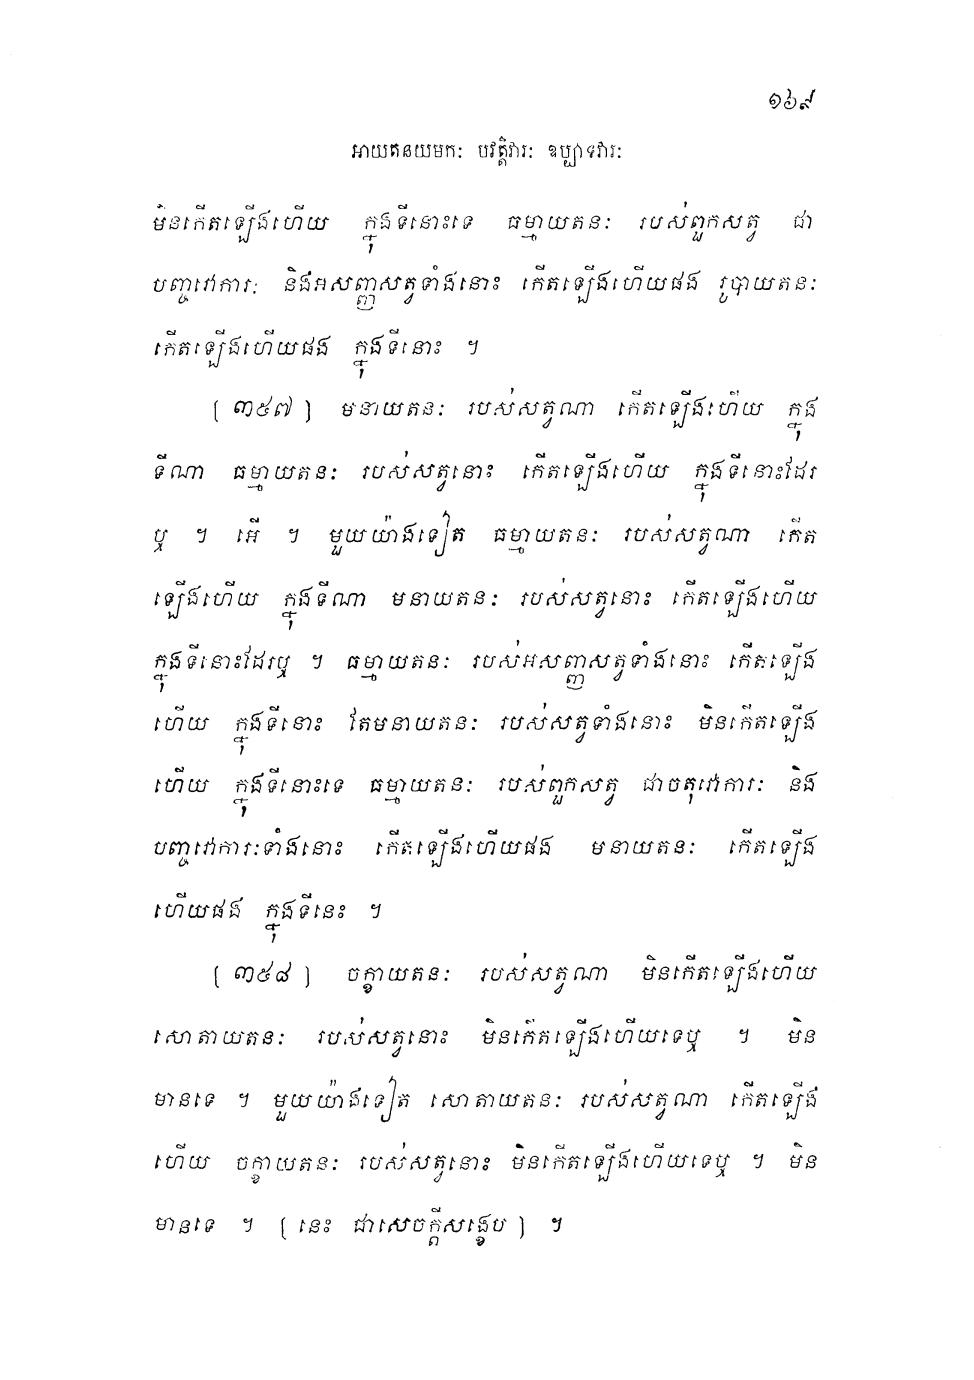 ១៦៩
អាយតនយមកៈ បវត្តិវារៈ ឧប្បាទវារៈ
មិនកើតឡើងហើយ ក្នុងទីនោះទេ ធម្មាយតនៈ របស់ពួកសត្វ ជា
បញ្ចវោការៈ និងអសញ្ញសត្វទាំងនោះ កើតឡើងហើយផង រូបាយតនៈ
កើតឡើងហើយផង ក្នុងទីនោះ ។
(៣៥៧) មនាយតនៈ របស់សត្វណា កើតឡើងហើយ ក្នុង
ទីណា ធម្មាយតនៈ របស់សត្វនោះ កើតឡើងហើយ ក្នុងទីនោះដែរ
ឬ ។ អើ ។ មួយយ៉ាងទៀត ធម្មាយតនៈ របស់សត្វណា កើត
ឡើងហើយ ក្នុងទីណា មនាយតនៈ របស់សត្វនោះ កើតឡើងហើយ
ក្នុងទីនោះដែរឬ ។ ធម្មាយតនៈ របស់អសញ្ញសត្វទាំងនោះ កើតឡើង
ហើយ ក្នុងទីនោះ តែមនាយតនៈ របស់សត្វទាំងនោះ មិនកើតឡើង
ហើយ ក្នុងទីនោះទេ ធម្មាយតនៈ របស់ពួកសត្វ ជាចតុវោការៈ និង
បញ្ចវោការៈទាំងនោះ កើតឡើងហើយផង មនាយតនៈ កើតឡើង
ហើយផង ក្នុងទីនេះ ។
(៣៥៨) ចក្ខាយតនៈ របស់សត្វណា មិនកើតឡើងហើយ
សោតាយតនៈ របស់សត្វនោះ មិនកើតឡើងហើយទេឬ ។ មិន
មានទេ ។ មួយយ៉ាងទៀត សោតាយតនៈ របស់សត្វណា កើតឡើង
ហើយ ចក្ខាយតនៈ របស់សត្វនោះ មិនកើតឡើងហើយទេឬ ។ មិន
មានទេ ។ (នេះ ជាសេចក្តីសង្ខេប) ។